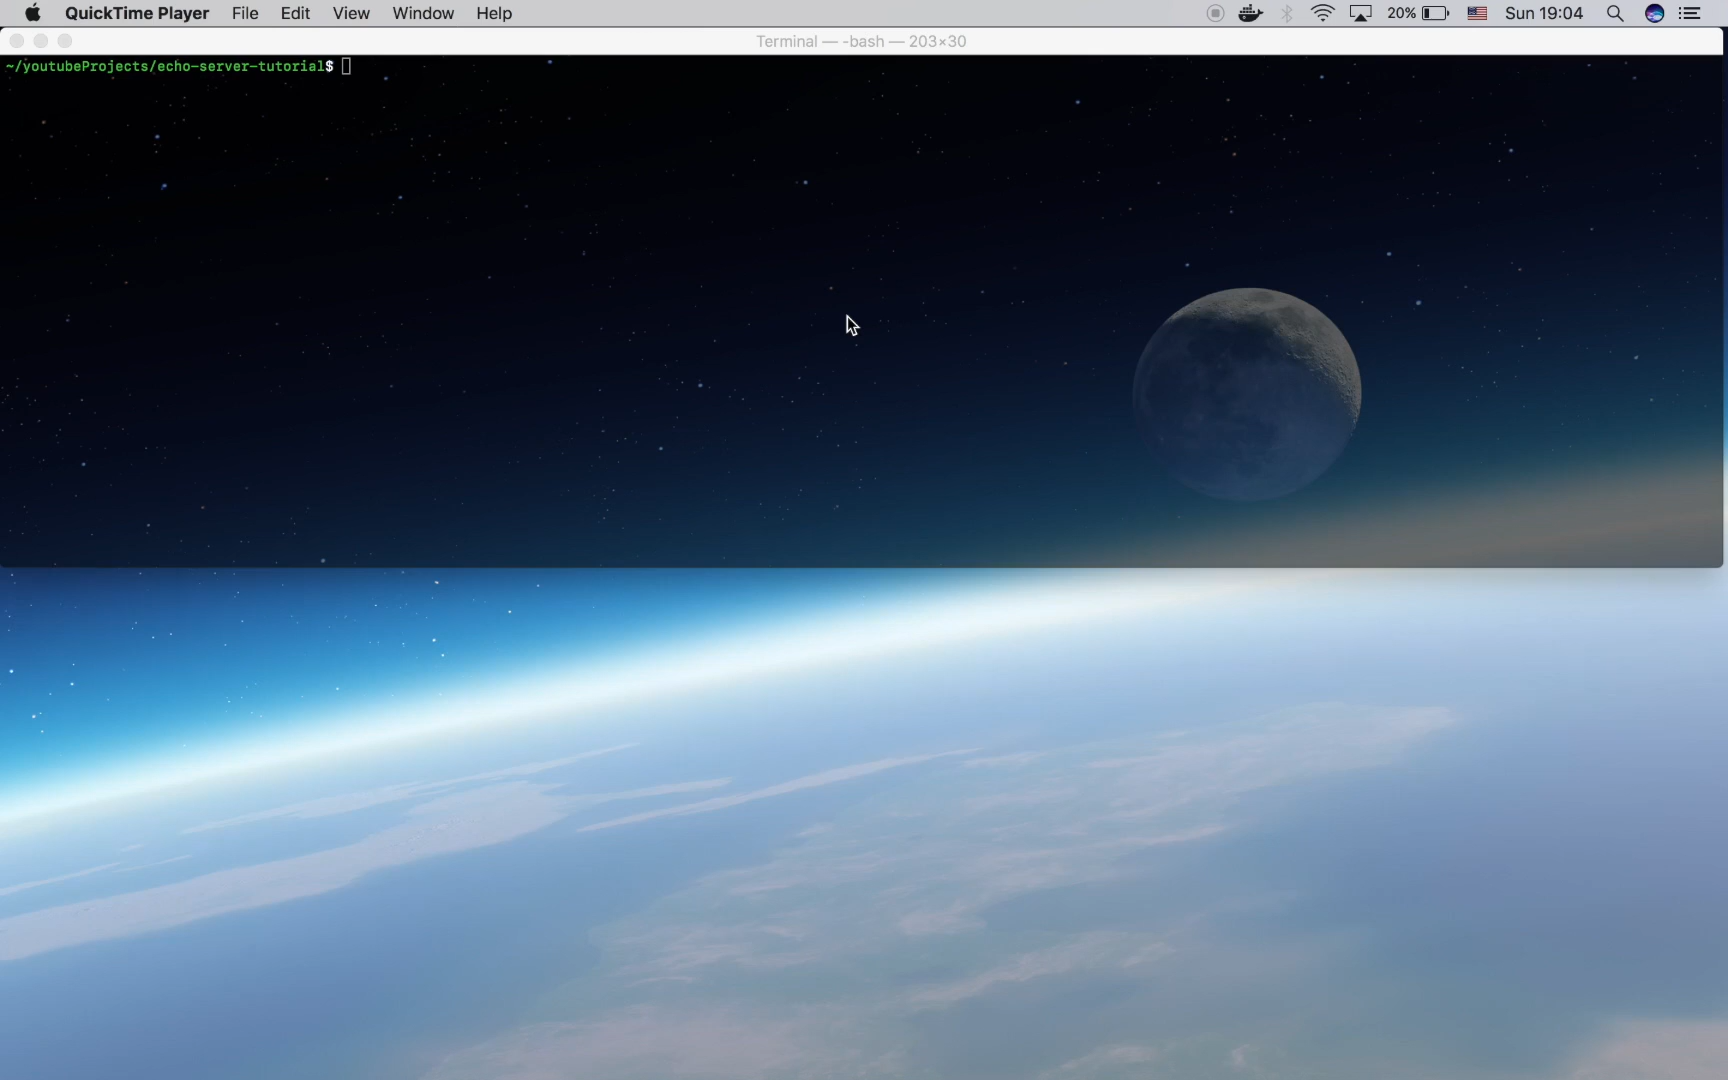 QuickTime Player File Edit View Window Help 20% Sun 19:04
Terminal — -bash — 203×30
~/youtubeProjects/echo-server-tutorial$